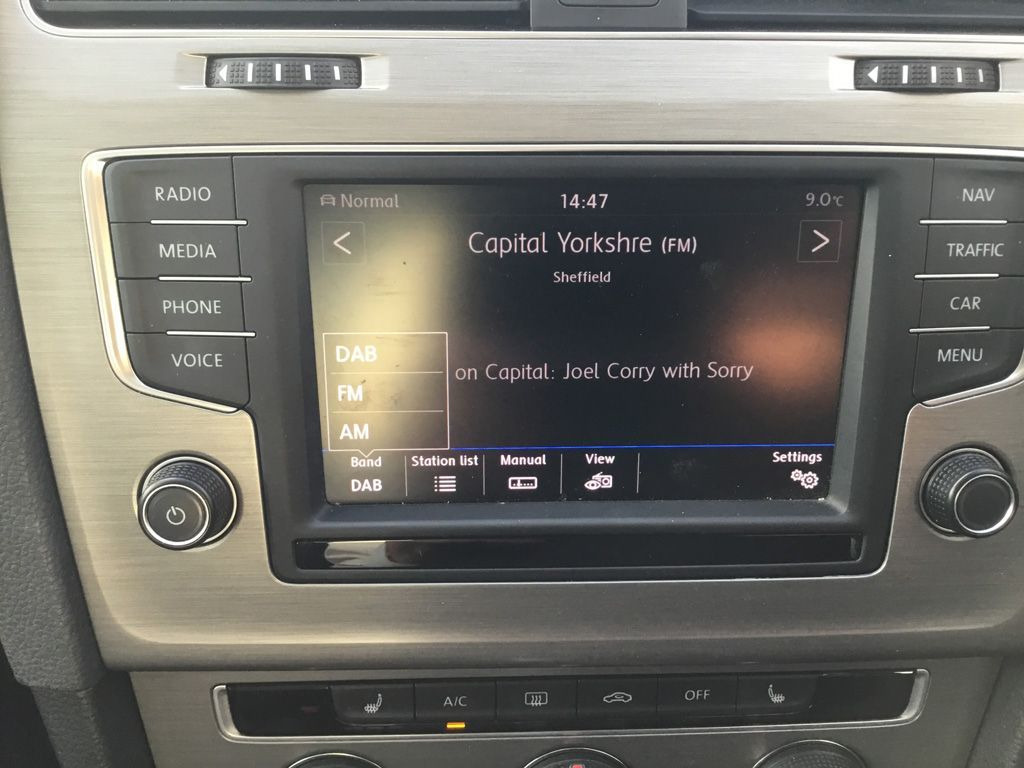 RADIO
MEDIA
PHONE
VOICE
Normal
14:47
9.0°C
< Capital Yorkshre (FM) >
Sheffield
DAB
FM
AM
on Capital: Joel Corry with Sorry
Band
DAB
Station list
Manual
View
Settings
NAV
TRAFFIC
CAR
MENU
A/C
OFF